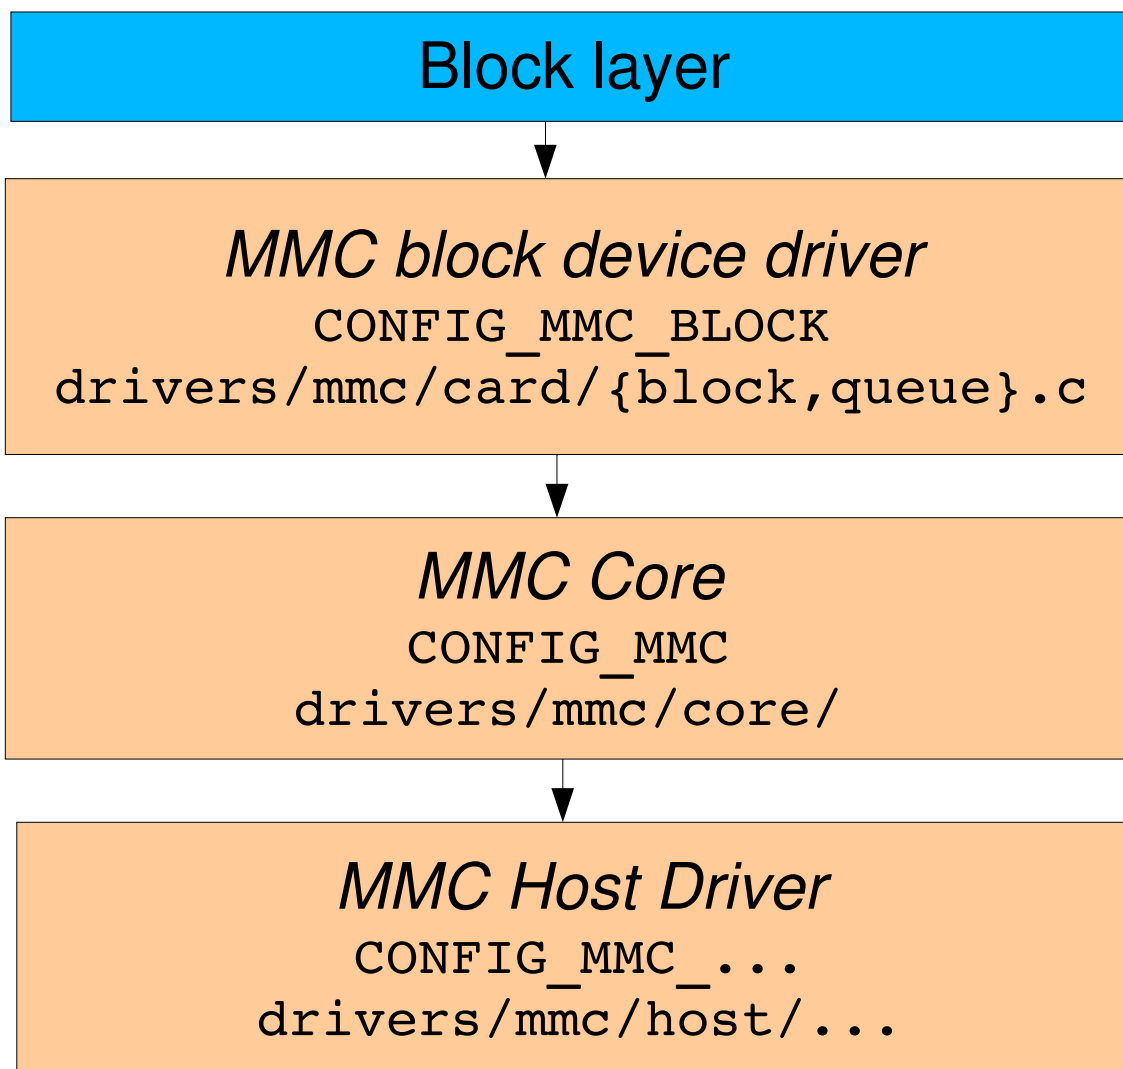 Block layer
MMC block device driver
CONFIG_MMC_BLOCK
drivers/mmc/card/{block,queue}.c
MMC Core
CONFIG_MMC
drivers/mmc/core/
MMC Host Driver
CONFIG_MMC_...
drivers/mmc/host/...